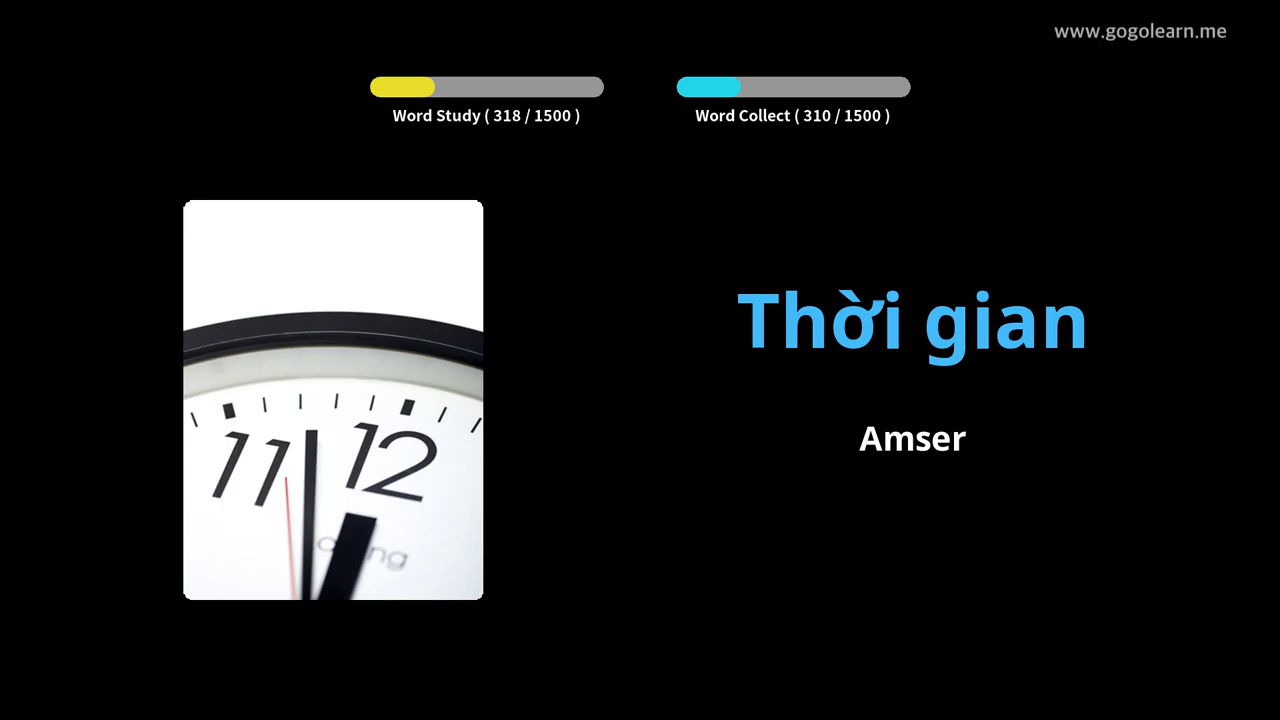 www.gogolearn.me
Word Study ( 318 / 1500 )
Word Collect ( 310 / 1500 )
Thời gian
Amser
11
12